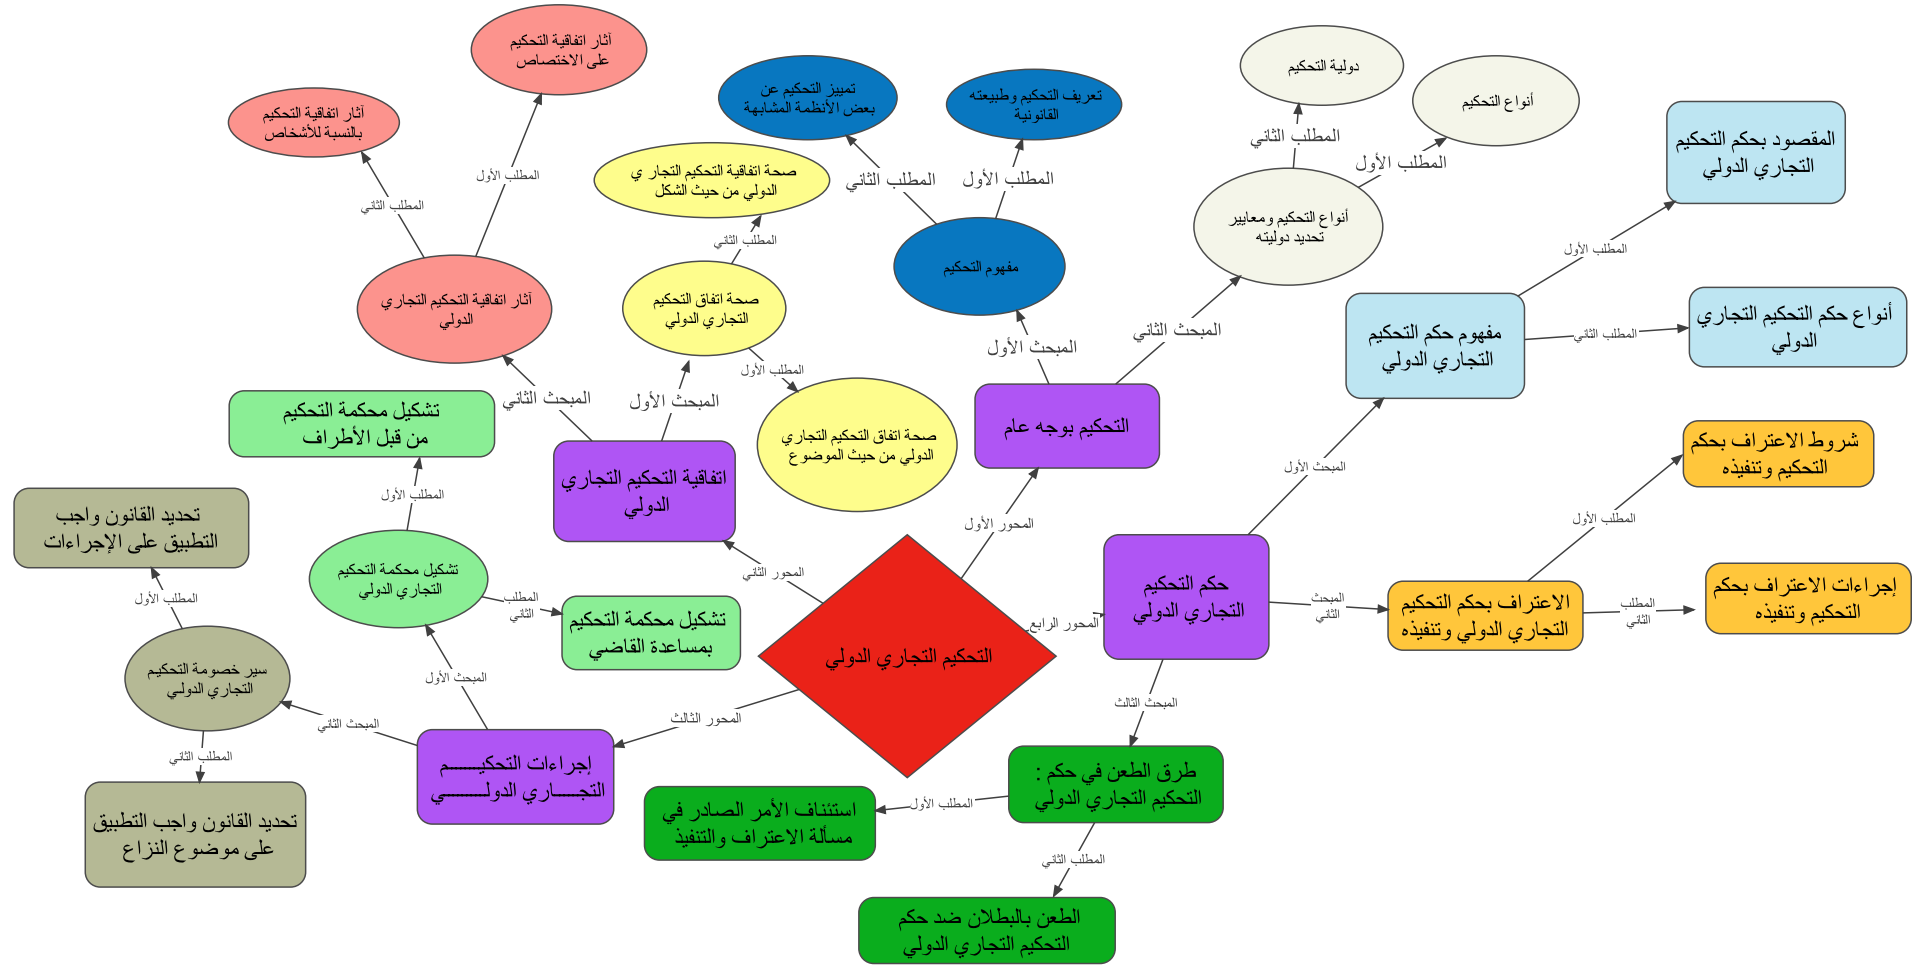 التحكيم التجاري الدولي
المحور الأول
التحكيم بوجه عام
المبحث الأول
مفهوم التحكيم
المطلب الأول
تعريف التحكيم وطبيعته
القانونية
المطلب الثاني
تمييز التحكيم عن
بعض الأنظمة المشابهة
المبحث الثاني
أنواع التحكيم ومعايير
تحديد دوليته
المطلب الأول
أنواع التحكيم
المطلب الثاني
دولية التحكيم
المحور الثاني
اتفاقية التحكيم التجاري
الدولي
المبحث الأول
صحة اتفاق التحكيم
التجاري الدولي
المطلب الأول
صحة اتفاق التحكيم التجاري
الدولي من حيث الموضوع
المطلب الثاني
صحة اتفاقية التحكيم التجار ي
الدولي من حيث الشكل
المبحث الثاني
آثار اتفاقية التحكيم التجاري
الدولي
المطلب الأول
آثار اتفاقية التحكيم
على الاختصاص
المطلب الثاني
آثار اتفاقية التحكيم
بالنسبة للأشخاص
المحور الثالث
إجراءات التحكيــــــم
التجـــــاري الدولــــــــي
المبحث الأول
تشكيل محكمة التحكيم
التجاري الدولي
المطلب الأول
تشكيل محكمة التحكيم
من قبل الأطراف
المطلب
الثاني
تشكيل محكمة التحكيم
بمساعدة القاضي
المبحث الثاني
سير خصومة التحكيم
التجاري الدولي
المطلب الأول
تحديد القانون واجب
التطبيق على الإجراءات
المطلب الثاني
تحديد القانون واجب التطبيق
على موضوع النزاع
المحور الرابع
حكم التحكيم
التجاري الدولي
المبحث الأول
مفهوم حكم التحكيم
التجاري الدولي
المطلب الأول
المقصود بحكم التحكيم
التجاري الدولي
المطلب الثاني
أنواع حكم التحكيم التجاري
الدولي
المبحث
الثاني
الاعتراف بحكم التحكيم
التجاري الدولي وتنفيذه
المطلب الأول
شروط الاعتراف بحكم
التحكيم وتنفيذه
المطلب
الثاني
إجراءات الاعتراف بحكم
التحكيم وتنفيذه
المبحث الثالث
طرق الطعن في حكم :
التحكيم التجاري الدولي
المطلب الأول
استئناف الأمر الصادر في
مسألة الاعتراف والتنفيذ
المطلب الثاني
الطعن بالبطلان ضد حكم
التحكيم التجاري الدولي